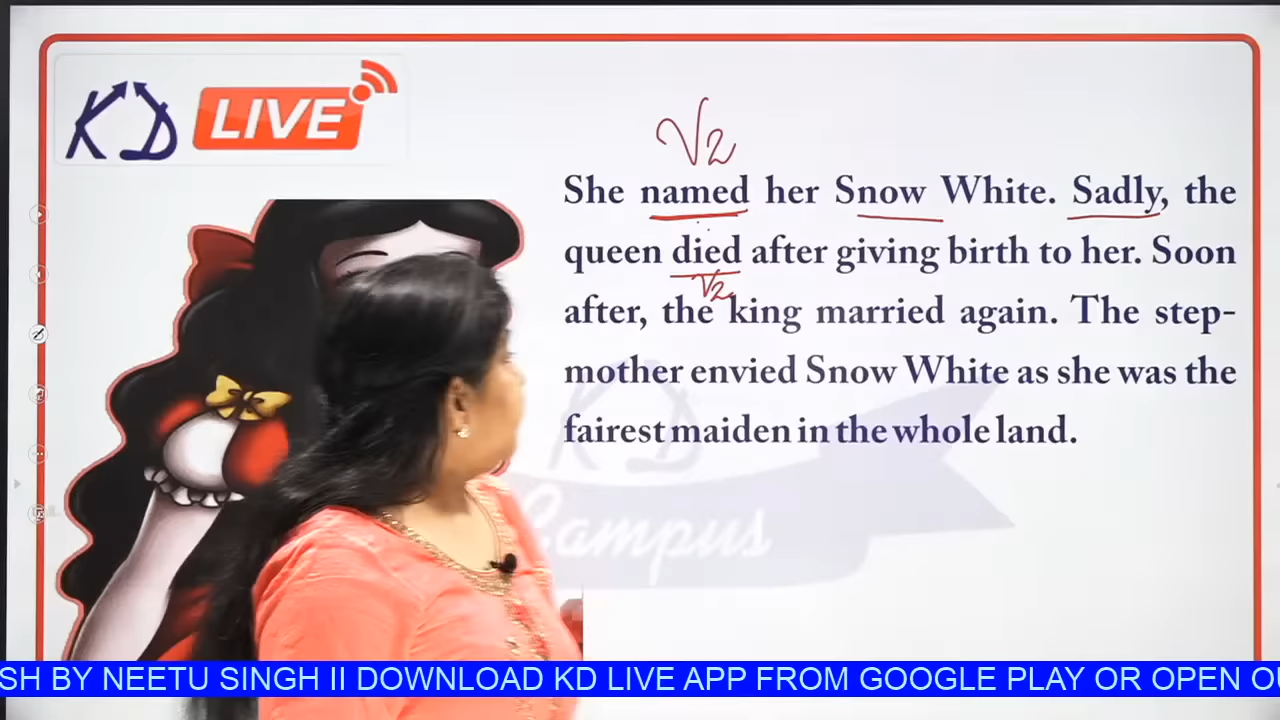 KD LIVE
V2
She named her Snow White. Sadly, the
queen died after giving birth to her. Soon
V2
after, the king married again. The step-
mother envied Snow White as she was the
fairest maiden in the whole land.
KD
Campus
SH BY NEETU SINGH II DOWNLOAD KD LIVE APP FROM GOOGLE PLAY OR OPEN OU